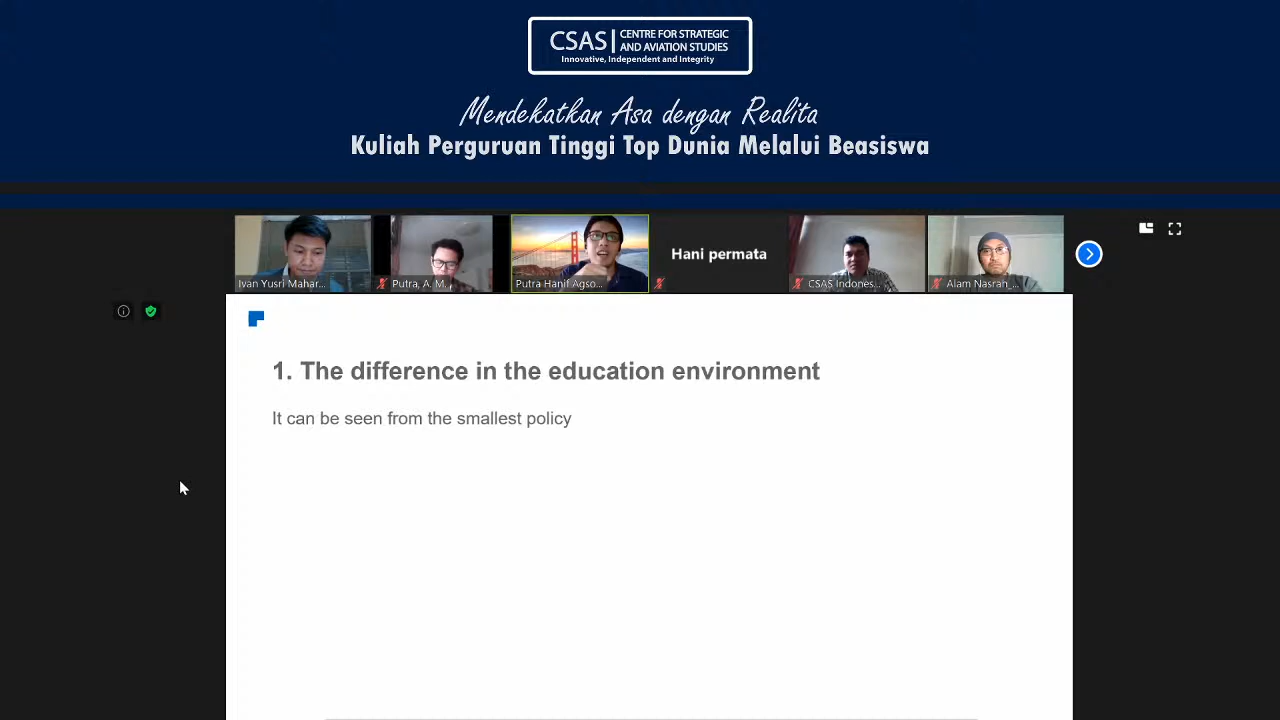 CSAS
CENTRE FOR STRATEGIC
AND AVIATION STUDIES
Innovative, Independent and Integrity
Mendekatkan Asa dengan Realita
Kuliah Perguruan Tinggi Top Dunia Melalui Beasiswa
Ivan Yusri Mahar...
Putra, A. M.
Putra Hanif Agso...
Hani permata
CSAS Indones...
Alam Nasrah_...
1. The difference in the education environment
It can be seen from the smallest policy